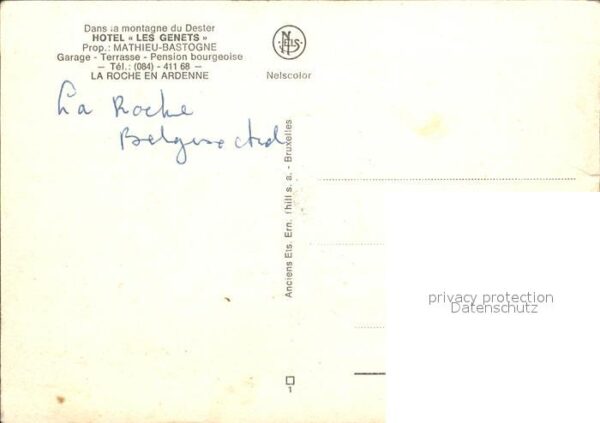 Dans la montagne du Dester
HOTEL « LES GENETS »
Prop.: MATHIEU-BASTOGNE
Garage - Terrasse - Pension bourgeoise
— Tél.: (084) - 411 68 —
LA ROCHE EN ARDENNE
NELS
Nelscolor
La Roche
Anciens Ets. Ern. Thill s. a. - Bruxelles
1
privacy protection
Datenschutz